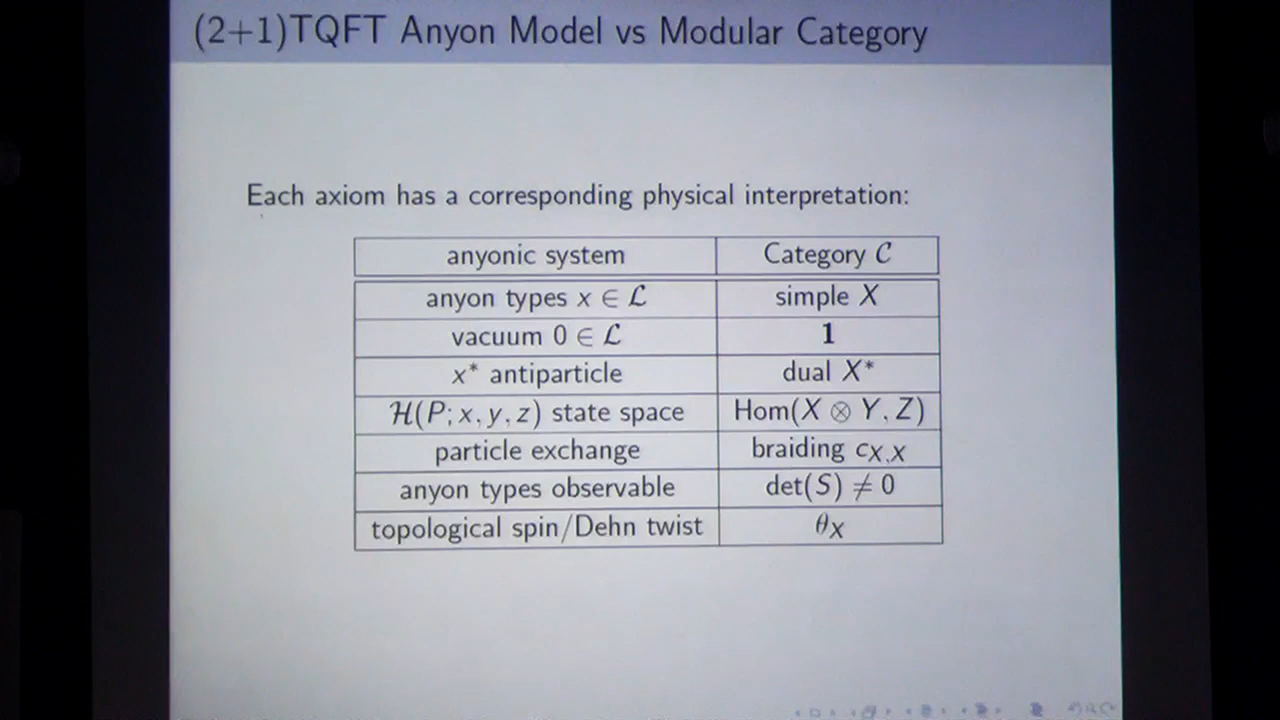 (2+1)TQFT Anyon Model vs Modular Category
Each axiom has a corresponding physical interpretation:
anyonic system Category 𝒞
anyon types x ∈ ℒ simple X
vacuum 0 ∈ ℒ 1
x* antiparticle dual X*
ℋ(P; x, y, z) state space Hom(X ⊗ Y, Z)
particle exchange braiding c_{X,X}
anyon types observable det(S) ≠ 0
topological spin/Dehn twist θ_X